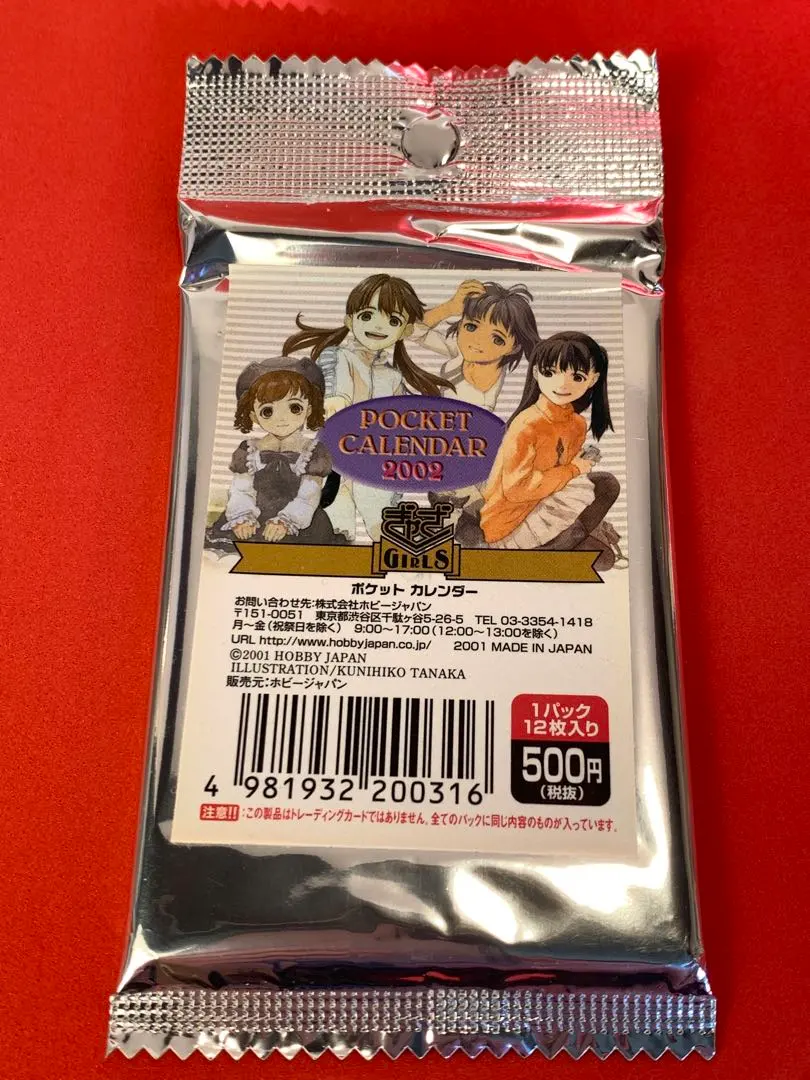 POCKET
CALENDAR
2002
ぎゃざ
GIRLS
ポケット カレンダー
お問い合わせ先:株式会社ホビージャパン
〒151-0051 東京都渋谷区千駄ヶ谷5-26-5 TEL 03-3354-1418
月〜金(祝祭日を除く) 9:00〜17:00(12:00〜13:00を除く)
URL http://www.hobbyjapan.co.jp/ 2001 MADE IN JAPAN
©2001 HOBBY JAPAN
ILLUSTRATION/KUNIHIKO TANAKA
販売元:ホビージャパン
1パック
12枚入り
500円
(税抜)
4 981932 200316
注意!!:この製品はトレーディングカードではありません。全てのパックに同じ内容のものが入っています。